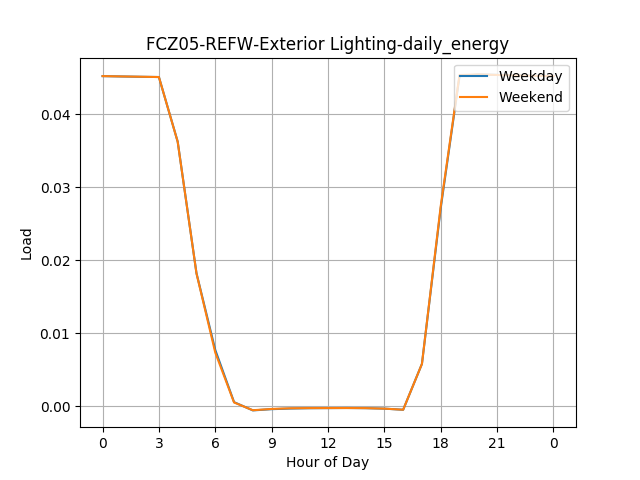 FCZ05-REFW-Exterior Lighting-daily_energy
Weekday
Weekend
Load
0.04
0.03
0.02
0.01
0.00
0 3 6 9 12 15 18 21 0
Hour of Day